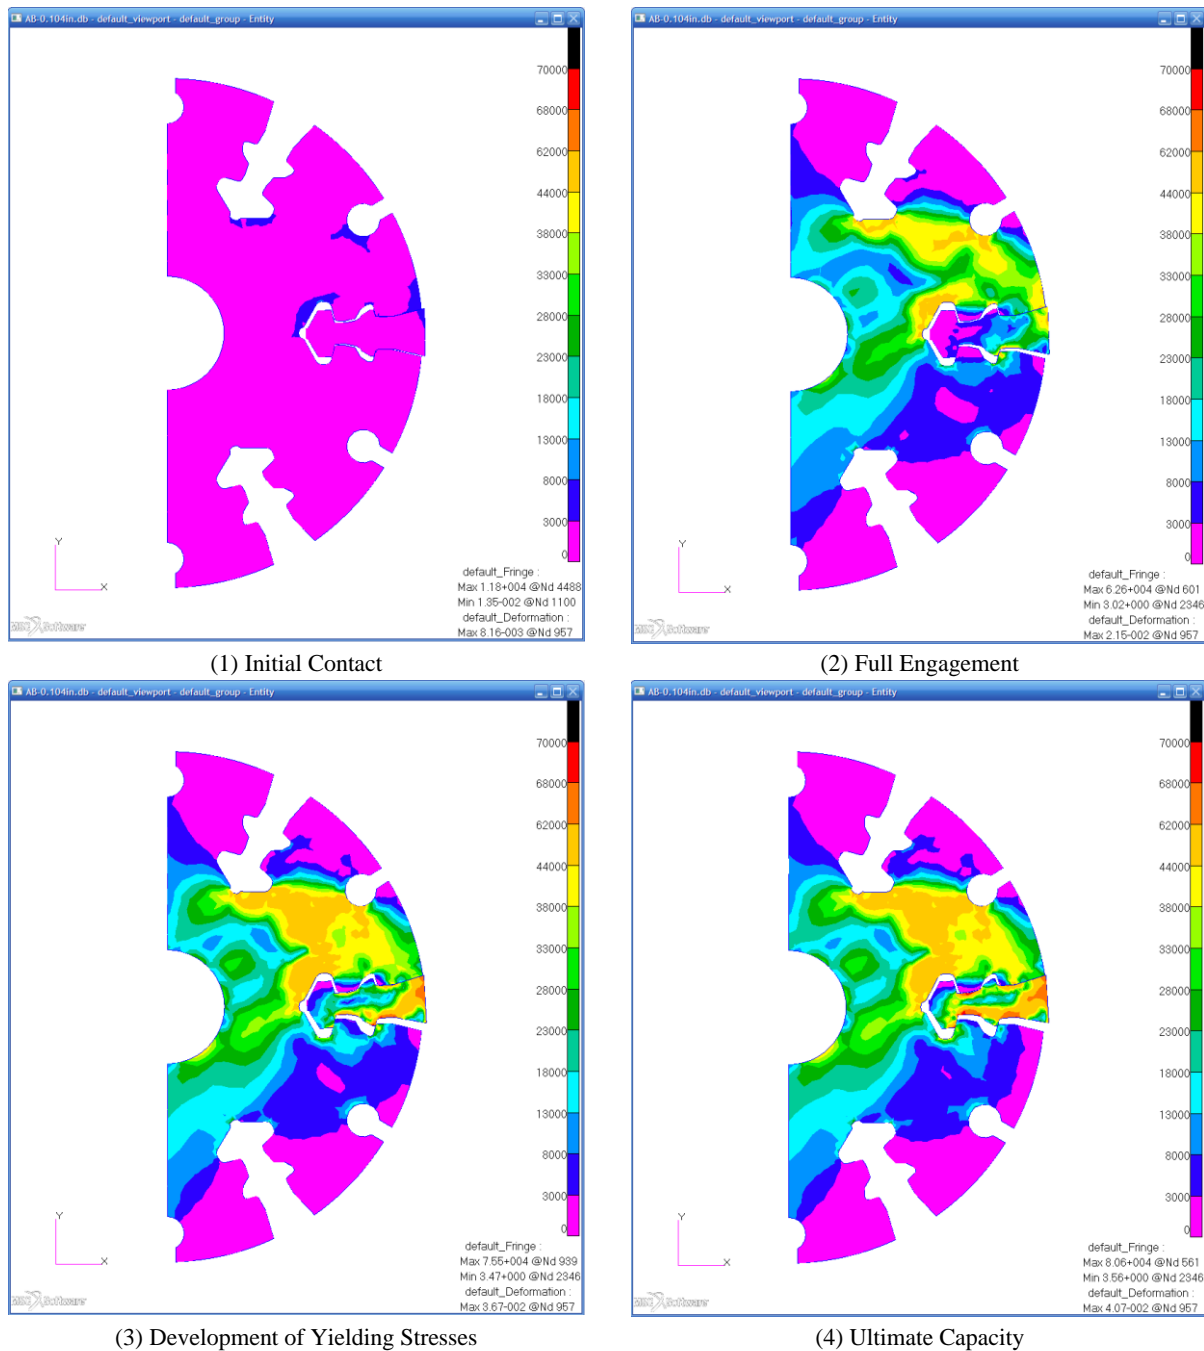 AB-0.104in.db - default_viewport - default_group - Entity
70000
68000
62000
44000
38000
33000
28000
23000
18000
13000
8000
3000
0
Y
X
default_Fringe :
Max 1.18+004 @Nd 4488
Min 1.35-002 @Nd 1100
default_Deformation :
Max 8.16-003 @Nd 957
MSC Software
(1) Initial Contact
AB-0.104in.db - default_viewport - default_group - Entity
70000
68000
62000
44000
38000
33000
28000
23000
18000
13000
8000
3000
0
Y
X
default_Fringe :
Max 6.26+004 @Nd 601
Min 3.02+000 @Nd 2346
default_Deformation :
Max 2.15-002 @Nd 957
MSC Software
(2) Full Engagement
AB-0.104in.db - default_viewport - default_group - Entity
70000
68000
62000
44000
38000
33000
28000
23000
18000
13000
8000
3000
0
Y
X
default_Fringe :
Max 7.55+004 @Nd 939
Min 3.47+000 @Nd 2346
default_Deformation :
Max 3.67-002 @Nd 957
MSC Software
(3) Development of Yielding Stresses
AB-0.104in.db - default_viewport - default_group - Entity
70000
68000
62000
44000
38000
33000
28000
23000
18000
13000
8000
3000
0
Y
X
default_Fringe :
Max 8.06+004 @Nd 561
Min 3.56+000 @Nd 2346
default_Deformation :
Max 4.07-002 @Nd 957
MSC Software
(4) Ultimate Capacity